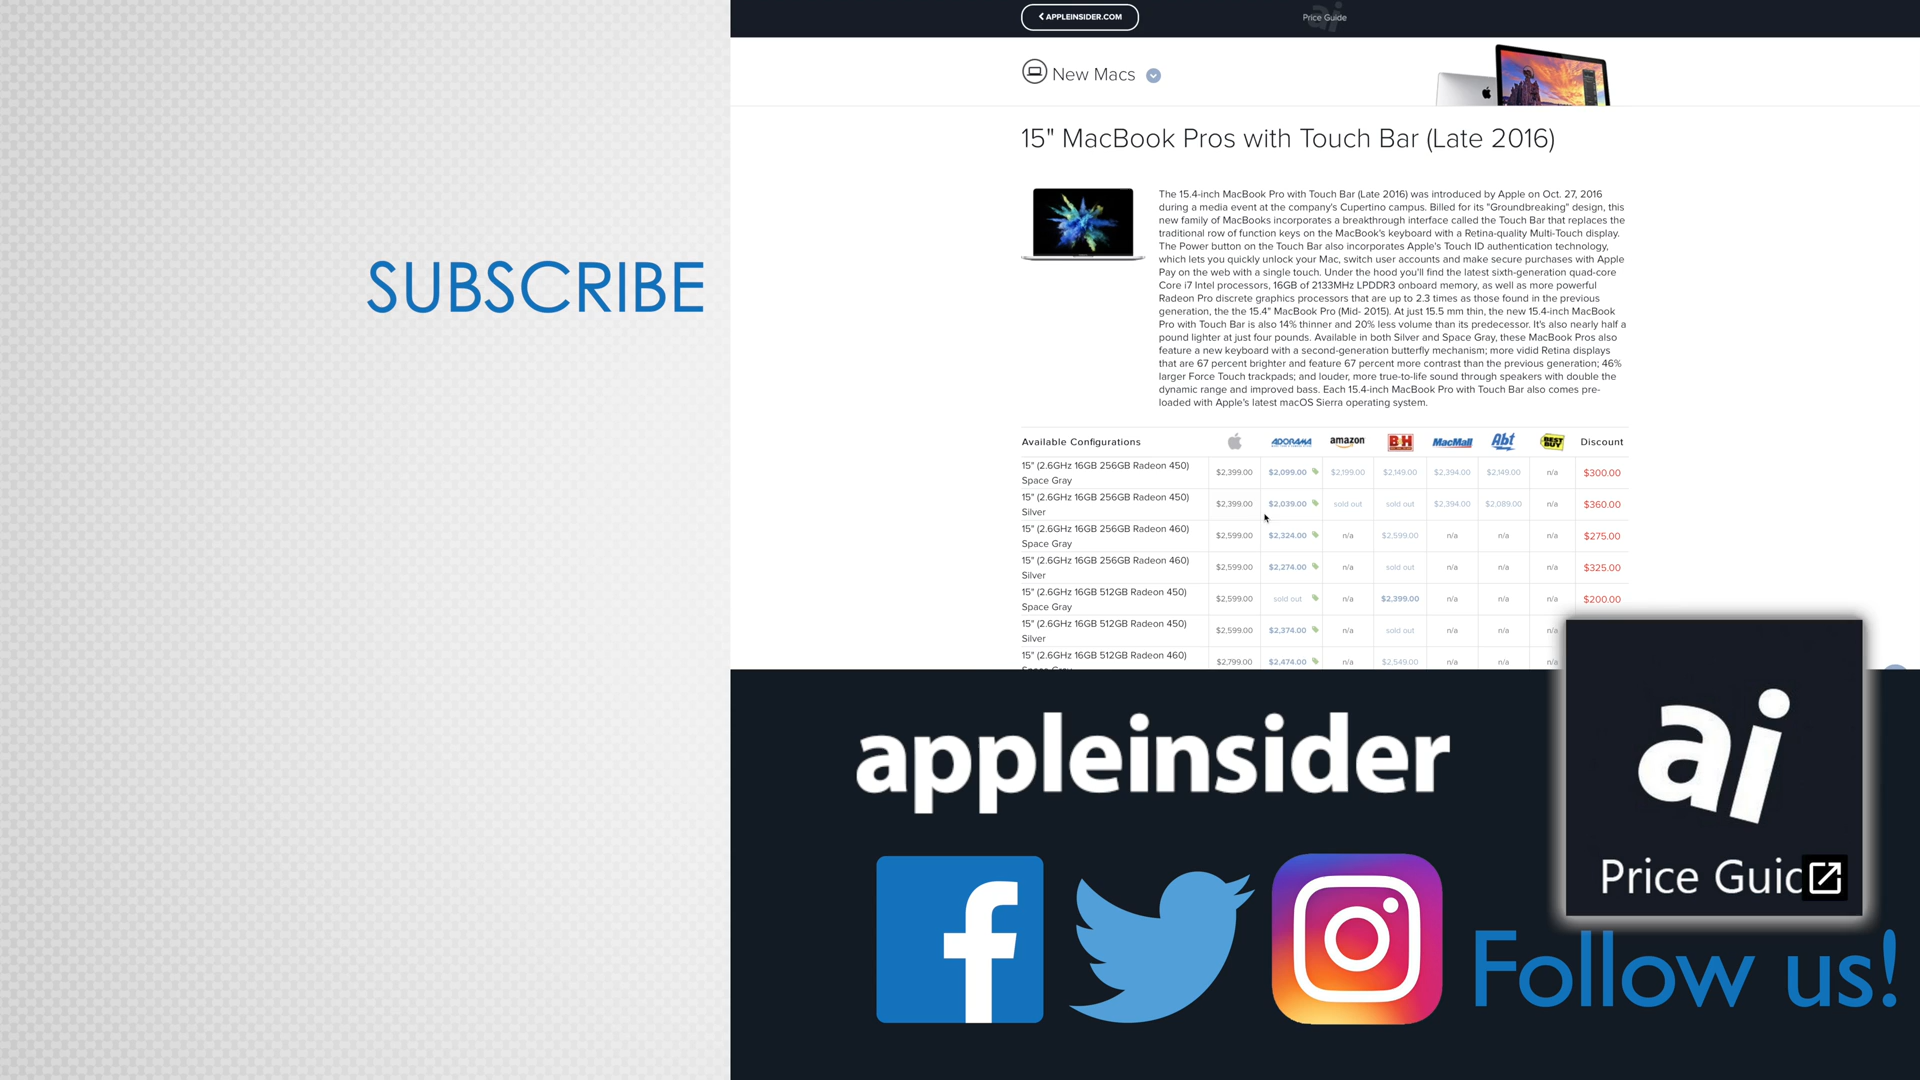 SUBSCRIBE
APPLEINSIDER.COM
Price Guide
New Macs
15" MacBook Pros with Touch Bar (Late 2016)
The 15.4-inch MacBook Pro with Touch Bar (Late 2016) was introduced by Apple on Oct. 27, 2016
during a media event at the company's Cupertino campus. Billed for its "Groundbreaking" design, this
new family of MacBooks incorporates a breakthrough interface called the Touch Bar that replaces the
traditional row of function keys on the MacBook's keyboard with a Retina-quality Multi-Touch display.
The Power button on the Touch Bar also incorporates Apple's Touch ID authentication technology,
which lets you quickly unlock your Mac, switch user accounts and make secure purchases with Apple
Pay on the web with a single touch. Under the hood you'll find the latest sixth-generation quad-core
Core i7 Intel processors, 16GB of 2133MHz LPDDR3 onboard memory, as well as more powerful
Radeon Pro discrete graphics processors that are up to 2.3 times as those found in the previous
generation, the the 15.4" MacBook Pro (Mid- 2015). At just 15.5 mm thin, the new 15.4-inch MacBook
Pro with Touch Bar is also 14% thinner and 20% less volume than its predecessor. It's also nearly half a
pound lighter at just four pounds. Available in both Silver and Space Gray, these MacBook Pros also
feature a new keyboard with a second-generation butterfly mechanism; more vidid Retina displays
that are 67 percent brighter and feature 67 percent more contrast than the previous generation; 46%
larger Force Touch trackpads; and louder, more true-to-life sound through speakers with double the
dynamic range and improved bass. Each 15.4-inch MacBook Pro with Touch Bar also comes pre-
loaded with Apple's latest macOS Sierra operating system.
Available Configurations ADORAMA amazon B&H MacMall Abt BEST BUY Discount
15" (2.6GHz 16GB 256GB Radeon 450) Space Gray $2,399.00 $2,099.00 $2,199.00 $2,149.00 $2,394.00 $2,149.00 n/a $300.00
15" (2.6GHz 16GB 256GB Radeon 450) Silver $2,399.00 $2,039.00 sold out sold out $2,394.00 $2,089.00 n/a $360.00
15" (2.6GHz 16GB 256GB Radeon 460) Space Gray $2,599.00 $2,324.00 n/a $2,599.00 n/a n/a n/a $275.00
15" (2.6GHz 16GB 256GB Radeon 460) Silver $2,599.00 $2,274.00 n/a sold out n/a n/a n/a $325.00
15" (2.6GHz 16GB 512GB Radeon 450) Space Gray $2,599.00 sold out n/a $2,399.00 n/a n/a n/a $200.00
15" (2.6GHz 16GB 512GB Radeon 450) Silver $2,599.00 $2,374.00 n/a sold out n/a n/a n/a
15" (2.6GHz 16GB 512GB Radeon 460) $2,799.00 $2,474.00 n/a $2,549.00 n/a n/a n/a
appleinsider
ai
Price Guic
Follow us!